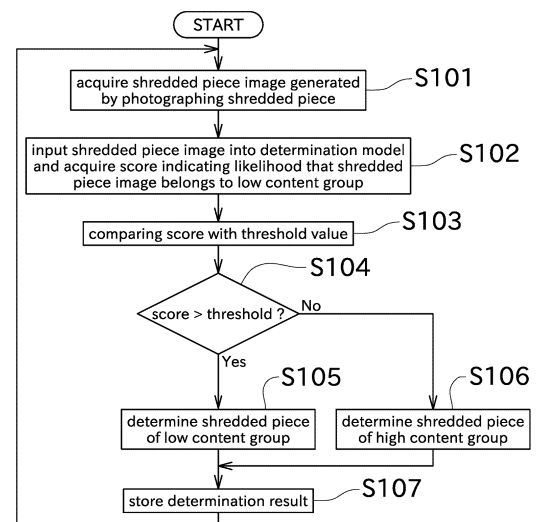 START
acquire shredded piece image generated
by photographing shredded piece
S101
input shredded piece image into determination model
and acquire score indicating likelihood that shredded
piece image belongs to low content group
S102
comparing score with threshold value
S103
score > threshold ?
S104
No
Yes
determine shredded piece
of low content group
S105
determine shredded piece
of high content group
S106
store determination result
S107